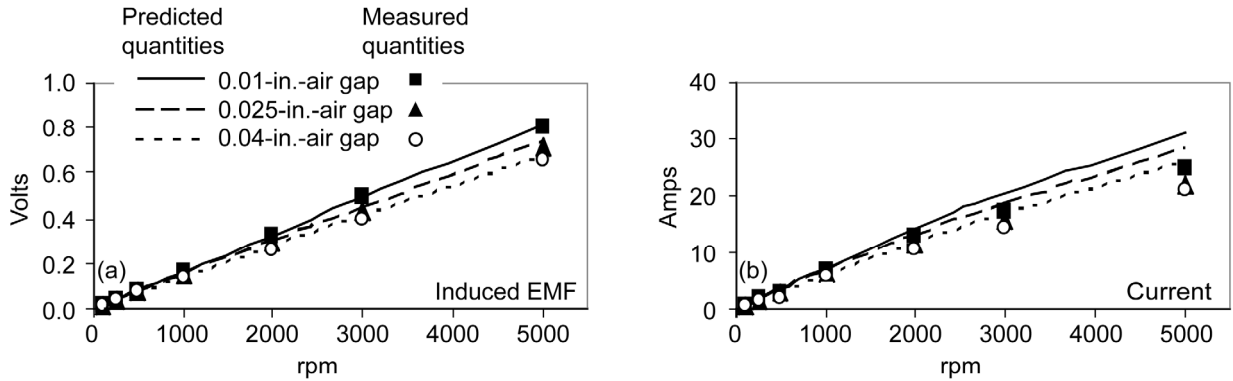 Predicted quantities
Measured quantities
0.01-in.-air gap
0.025-in.-air gap
0.04-in.-air gap
Volts
1.0
0.8
0.6
0.4
0.2
0.0
(a)
Induced EMF
0 1000 2000 3000 4000 5000
rpm
Amps
40
30
20
10
0
(b)
Current
0 1000 2000 3000 4000 5000
rpm